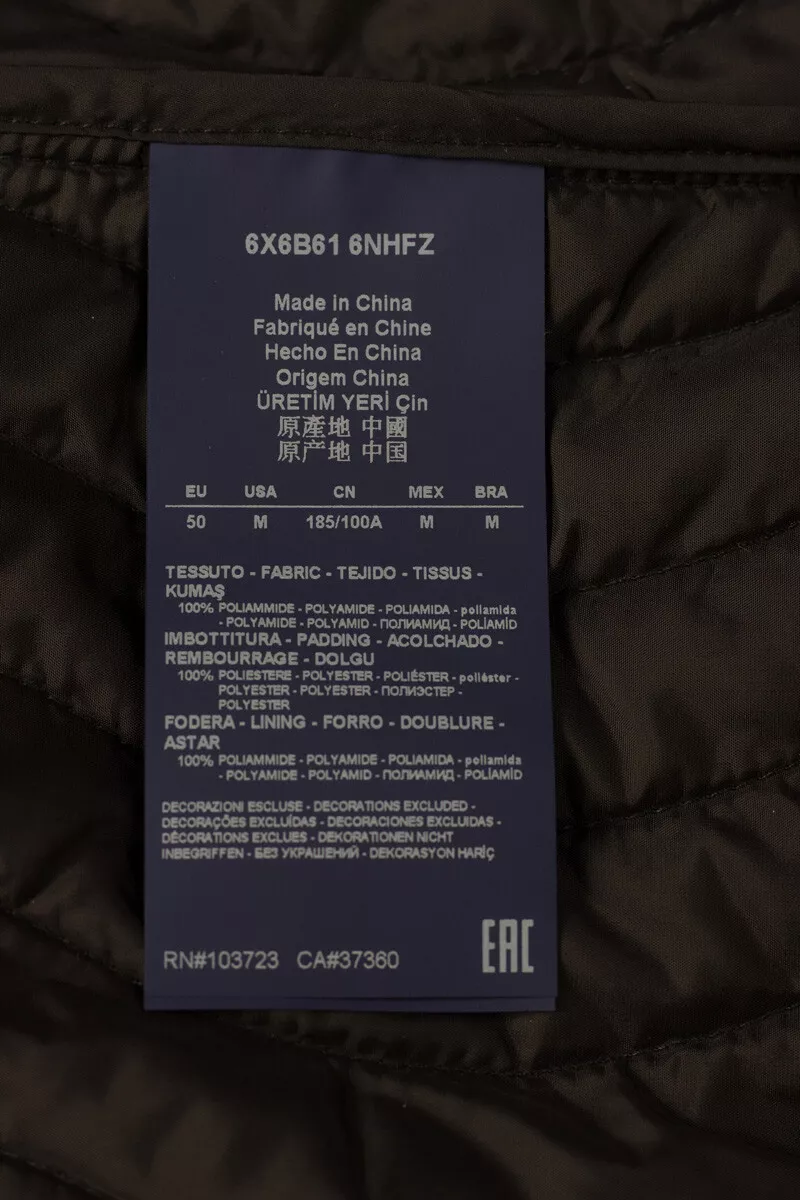 6X6B61 6NHFZ
Made in China
Fabriqué en Chine
Hecho En China
Origem China
ÜRETİM YERİ Çin
原產地 中國
原产地 中国
EU USA CN MEX BRA
50 M 185/100A M M
TESSUTO - FABRIC - TEJIDO - TISSUS -
KUMAŞ
100% POLIAMMIDE - POLYAMIDE - POLIAMIDA - poliamida
- POLYAMIDE - POLYAMID - ПОЛИАМИД - POLİAMİD
IMBOTTITURA - PADDING - ACOLCHADO -
REMBOURRAGE - DOLGU
100% POLIESTERE - POLYESTER - POLIÉSTER - poliéster -
POLYESTER - POLYESTER - ПОЛИЭСТЕР -
POLYESTER
FODERA - LINING - FORRO - DOUBLURE -
ASTAR
100% POLIAMMIDE - POLYAMIDE - POLIAMIDA - poliamida
- POLYAMIDE - POLYAMID - ПОЛИАМИД - POLİAMİD
DECORAZIONI ESCLUSE - DECORATIONS EXCLUDED -
DECORAÇÕES EXCLUÍDAS - DECORACIONES EXCLUIDAS -
DÉCORATIONS EXCLUES - DEKORATIONEN NICHT
INBEGRIFFEN - БЕЗ УКРАШЕНИЙ - DEKORASYON HARİÇ
RN#103723 CA#37360
EAC